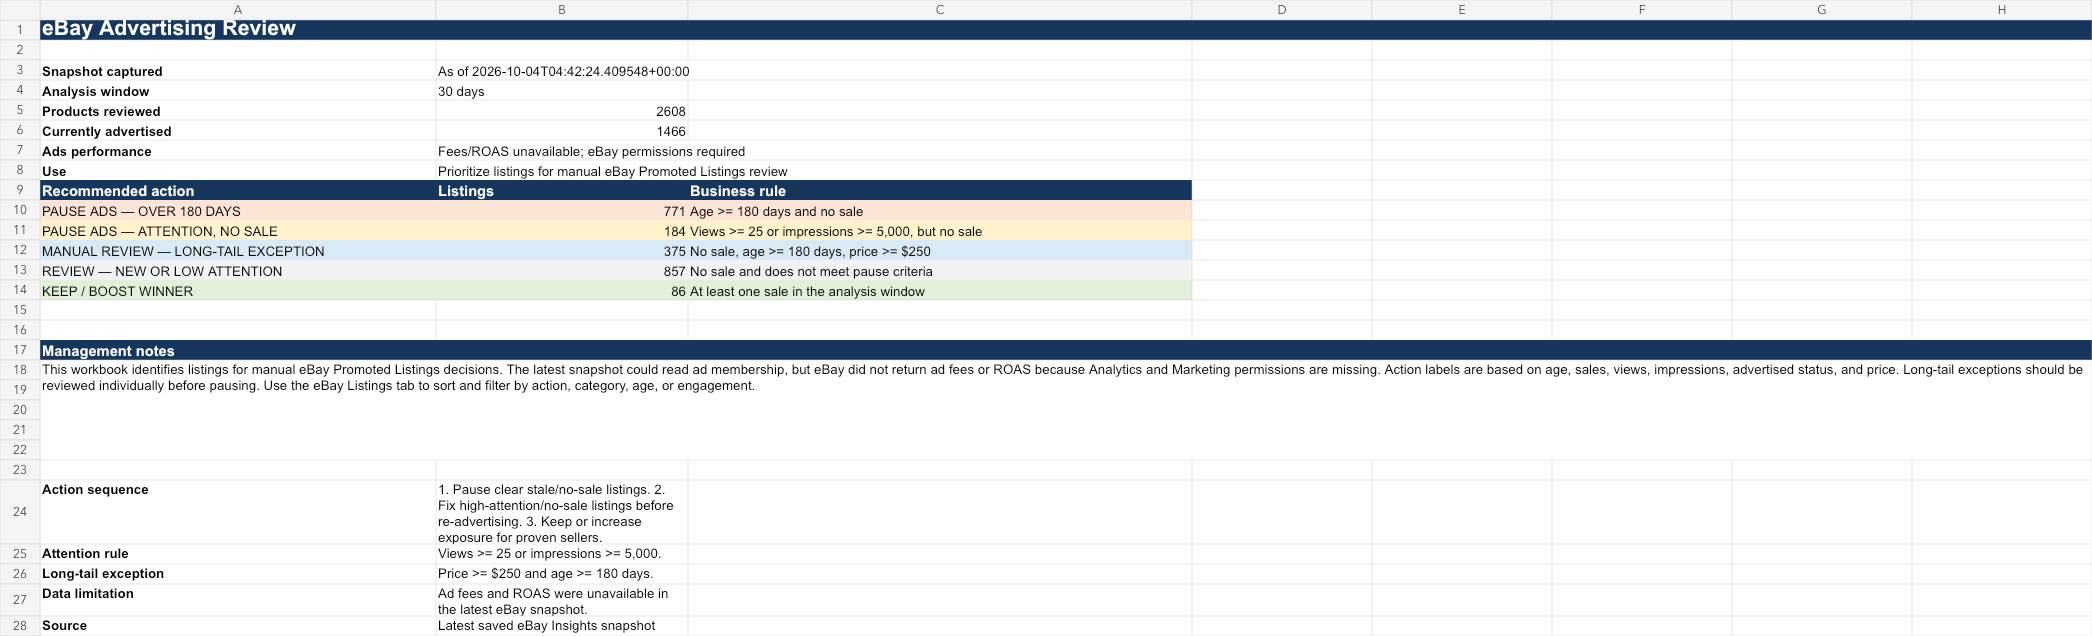 A B C D E F G H
1 eBay Advertising Review
2
3 Snapshot captured As of 2026-10-04T04:42:24.409548+00:00
4 Analysis window 30 days
5 Products reviewed 2608
6 Currently advertised 1466
7 Ads performance Fees/ROAS unavailable; eBay permissions required
8 Use Prioritize listings for manual eBay Promoted Listings review
9 Recommended action Listings Business rule
10 PAUSE ADS — OVER 180 DAYS 771 Age >= 180 days and no sale
11 PAUSE ADS — ATTENTION, NO SALE 184 Views >= 25 or impressions >= 5,000, but no sale
12 MANUAL REVIEW — LONG-TAIL EXCEPTION 375 No sale, age >= 180 days, price >= $250
13 REVIEW — NEW OR LOW ATTENTION 857 No sale and does not meet pause criteria
14 KEEP / BOOST WINNER 86 At least one sale in the analysis window
15
16
17 Management notes
18 This workbook identifies listings for manual eBay Promoted Listings decisions. The latest snapshot could read ad membership, but eBay did not return ad fees or ROAS because Analytics and Marketing permissions are missing. Action labels are based on age, sales, views, impressions, advertised status, and price. Long-tail exceptions should be
19 reviewed individually before pausing. Use the eBay Listings tab to sort and filter by action, category, age, or engagement.
20
21
22
23
24 Action sequence 1. Pause clear stale/no-sale listings. 2.
Fix high-attention/no-sale listings before
re-advertising. 3. Keep or increase
exposure for proven sellers.
25 Attention rule Views >= 25 or impressions >= 5,000.
26 Long-tail exception Price >= $250 and age >= 180 days.
27 Data limitation Ad fees and ROAS were unavailable in
the latest eBay snapshot.
28 Source Latest saved eBay Insights snapshot